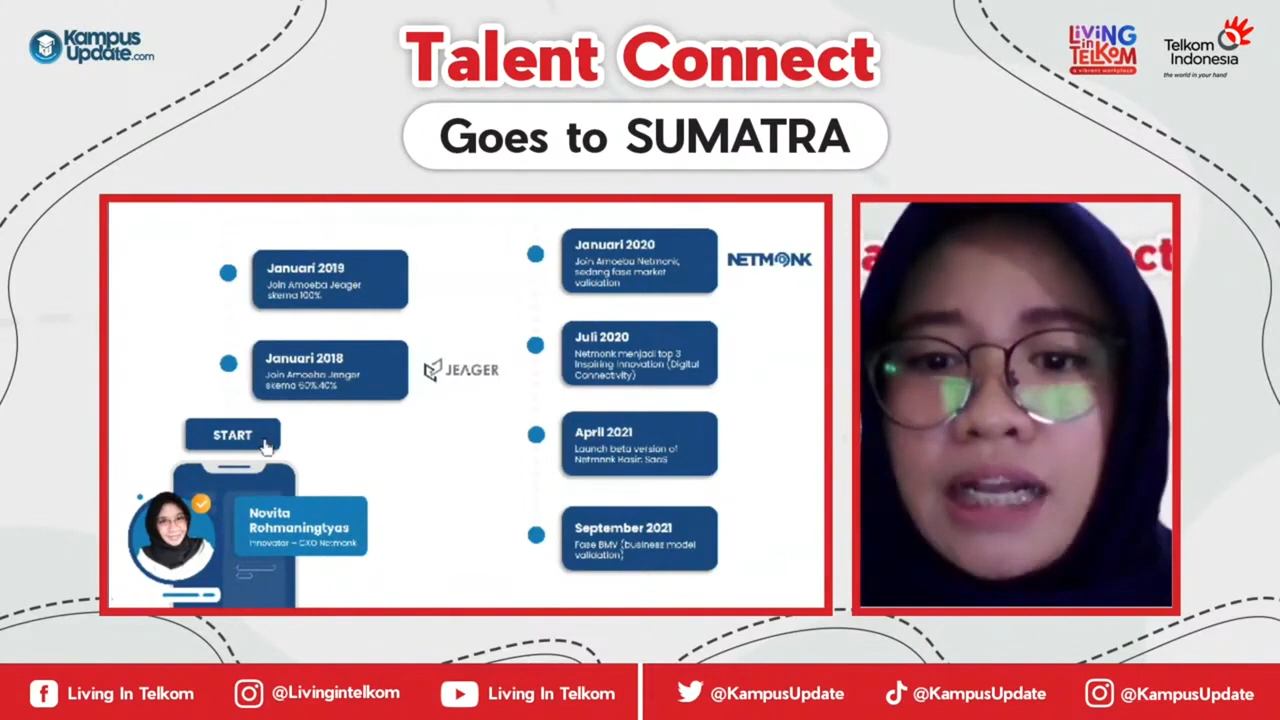 Kampus
Update.com
Talent Connect
Goes to SUMATRA
LiViNG
in
TELKOM
a vibrant workplace
Telkom
Indonesia
the world in your hand
Januari 2019
Join Amoeba Jeager
skema 100%
Januari 2018
Join Amoeba Jeager
skema 60%:40%
JEAGER
START
Novita
Rohmaningtyas
Innovator - CXO Netmonk
Januari 2020
Join Amoeba Netmonk,
sedang fase market
validation
NETMONK
Juli 2020
Netmonk menjadi top 3
Inspiring Innovation (Digital
Connectivity)
April 2021
Launch beta version of
Netmonk Basic SaaS
September 2021
Fase BMV (business model
validation)
Living In Telkom
@Livingintelkom
Living In Telkom
@KampusUpdate
@KampusUpdate
@KampusUpdate